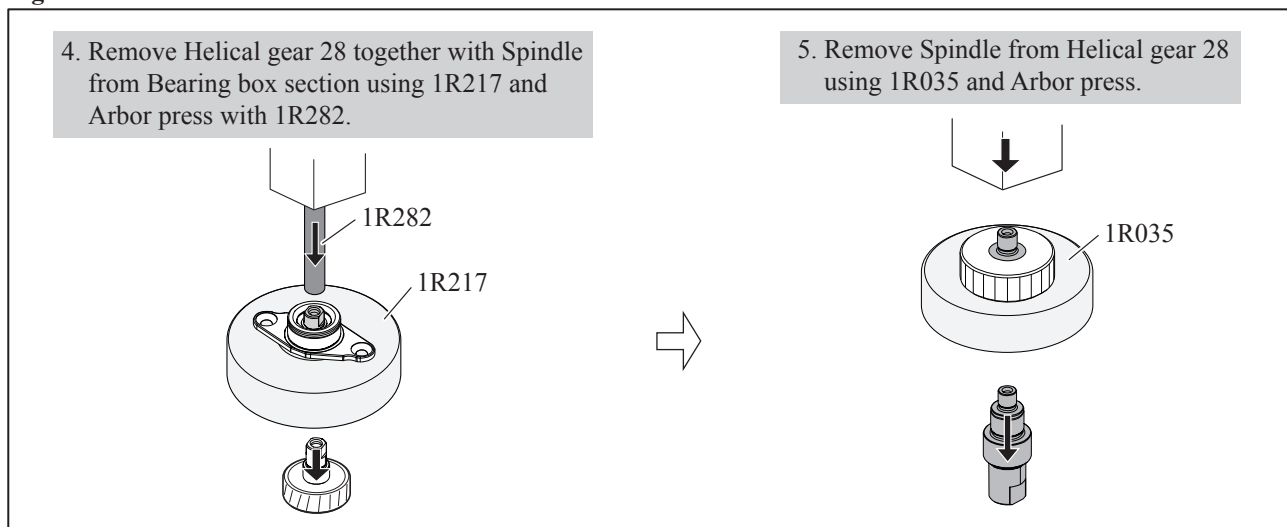 4. Remove Helical gear 28 together with Spindle
from Bearing box section using 1R217 and
Arbor press with 1R282.
5. Remove Spindle from Helical gear 28
using 1R035 and Arbor press.
1R282
1R217
1R035